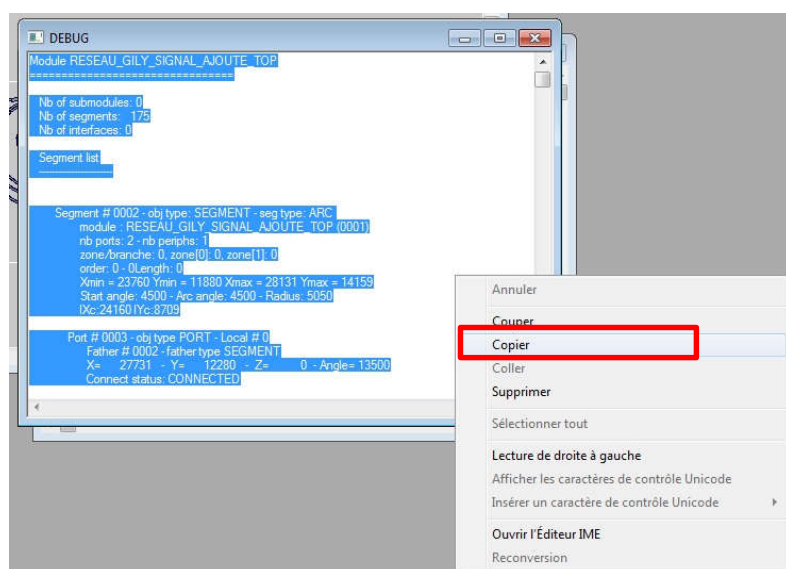 DEBUG
Module RESEAU_GILY_SIGNAL_AJOUTE_TOP
================================
Nb of submodules: 0
Nb of segments: 175
Nb of interfaces: 0
Segment list
--------------------
Segment # 0002 - obj type: SEGMENT - seg type: ARC
module : RESEAU_GILY_SIGNAL_AJOUTE_TOP (0001)
nb ports: 2 - nb periphs: 1
zone/branche: 0, zone[0]: 0, zone[1]: 0
order: 0 - 0Length: 0
Xmin = 23760 Ymin = 11880 Xmax = 28131 Ymax = 14159
Start angle: 4500 - Arc angle: 4500 - Radius: 5050
IXc:24160 IYc:8709
Port # 0003 - obj type PORT - Local # 0
Father # 0002 - father type SEGMENT
X= 27731 - Y= 12280 - Z= 0 - Angle= 13500
Connect status: CONNECTED
Annuler
Couper
Copier
Coller
Supprimer
Sélectionner tout
Lecture de droite à gauche
Afficher les caractères de contrôle Unicode
Insérer un caractère de contrôle Unicode
Ouvrir l'Éditeur IME
Reconversion